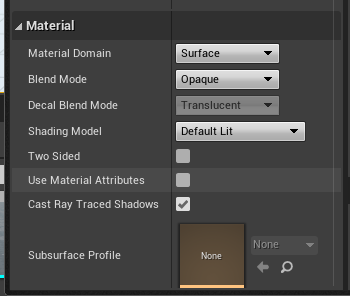 Material
Material Domain Surface
Blend Mode Opaque
Decal Blend Mode Translucent
Shading Model Default Lit
Two Sided
Use Material Attributes
Cast Ray Traced Shadows
Subsurface Profile None None